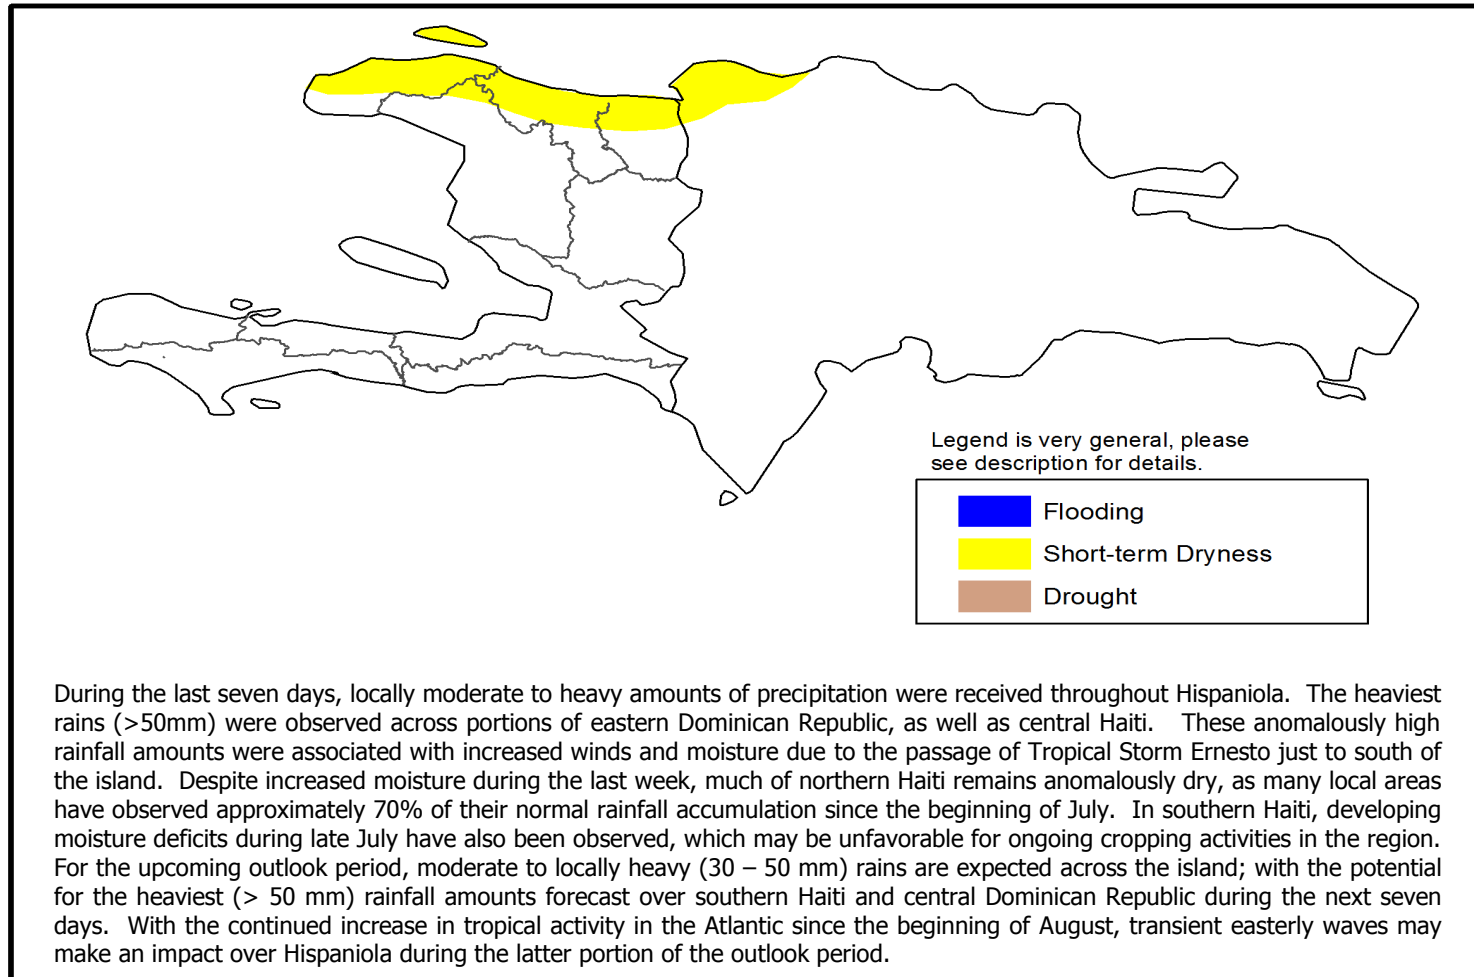 Legend is very general, please
see description for details.
Flooding
Short-term Dryness
Drought
During the last seven days, locally moderate to heavy amounts of precipitation were received throughout Hispaniola. The heaviest
rains (>50mm) were observed across portions of eastern Dominican Republic, as well as central Haiti. These anomalously high
rainfall amounts were associated with increased winds and moisture due to the passage of Tropical Storm Ernesto just to south of
the island. Despite increased moisture during the last week, much of northern Haiti remains anomalously dry, as many local areas
have observed approximately 70% of their normal rainfall accumulation since the beginning of July. In southern Haiti, developing
moisture deficits during late July have also been observed, which may be unfavorable for ongoing cropping activities in the region.
For the upcoming outlook period, moderate to locally heavy (30 – 50 mm) rains are expected across the island; with the potential
for the heaviest (> 50 mm) rainfall amounts forecast over southern Haiti and central Dominican Republic during the next seven
days. With the continued increase in tropical activity in the Atlantic since the beginning of August, transient easterly waves may
make an impact over Hispaniola during the latter portion of the outlook period.